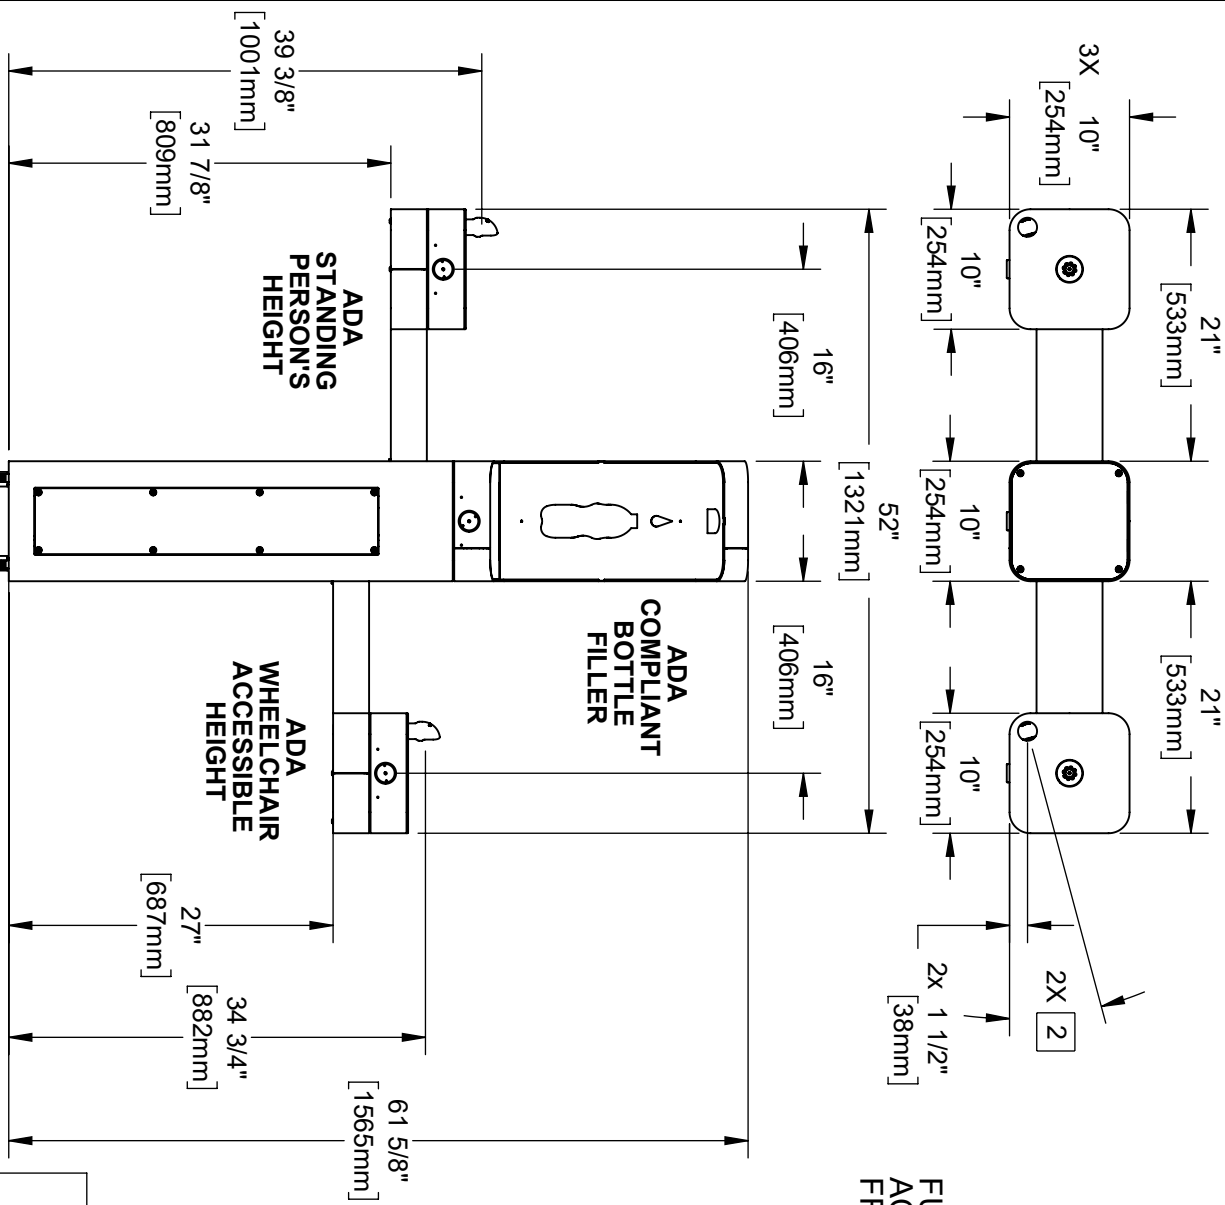 21"
[533mm]
21"
[533mm]
3X 10"
[254mm]
10"
[254mm]
10"
[254mm]
10"
[254mm]
2X 2
2x 1 1/2"
[38mm]
52"
[1321mm]
16"
[406mm]
16"
[406mm]
ADA
COMPLIANT
BOTTLE
FILLER
ADA
STANDING
PERSON'S
HEIGHT
ADA
WHEELCHAIR
ACCESSIBLE
HEIGHT
39 3/8"
[1001mm]
31 7/8"
[809mm]
27"
[687mm]
34 3/4"
[882mm]
61 5/8"
[1565mm]